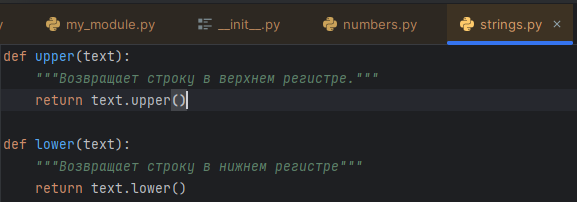 my_module.py __init__.py numbers.py strings.py
def upper(text):
    """Возвращает строку в верхнем регистре."""
    return text.upper()
def lower(text):
    """Возвращает строку в нижнем регистре"""
    return text.lower()